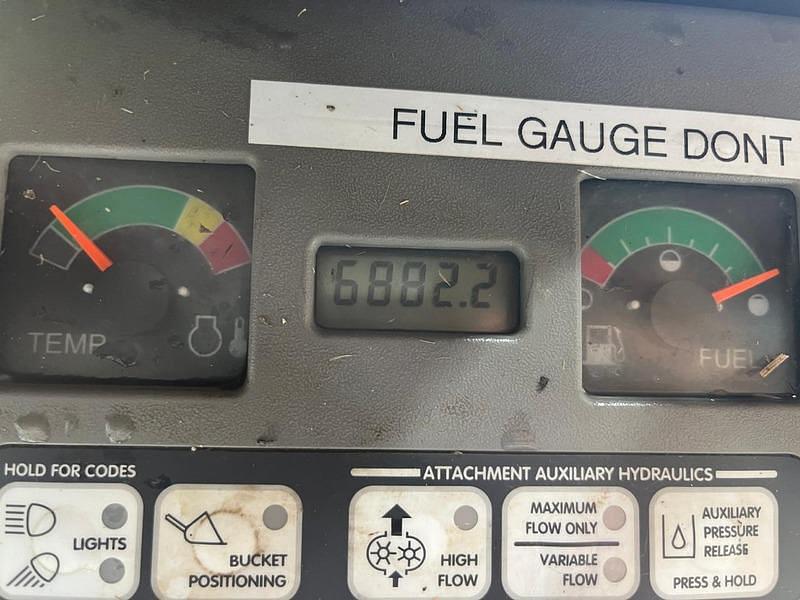 FUEL GAUGE DONT
6882.2
TEMP
FUEL
HOLD FOR CODES
ATTACHMENT AUXILIARY HYDRAULICS
LIGHTS
BUCKET
POSITIONING
HIGH
FLOW
MAXIMUM
FLOW ONLY
VARIABLE
FLOW
AUXILIARY
PRESSURE
RELEASE
PRESS & HOLD